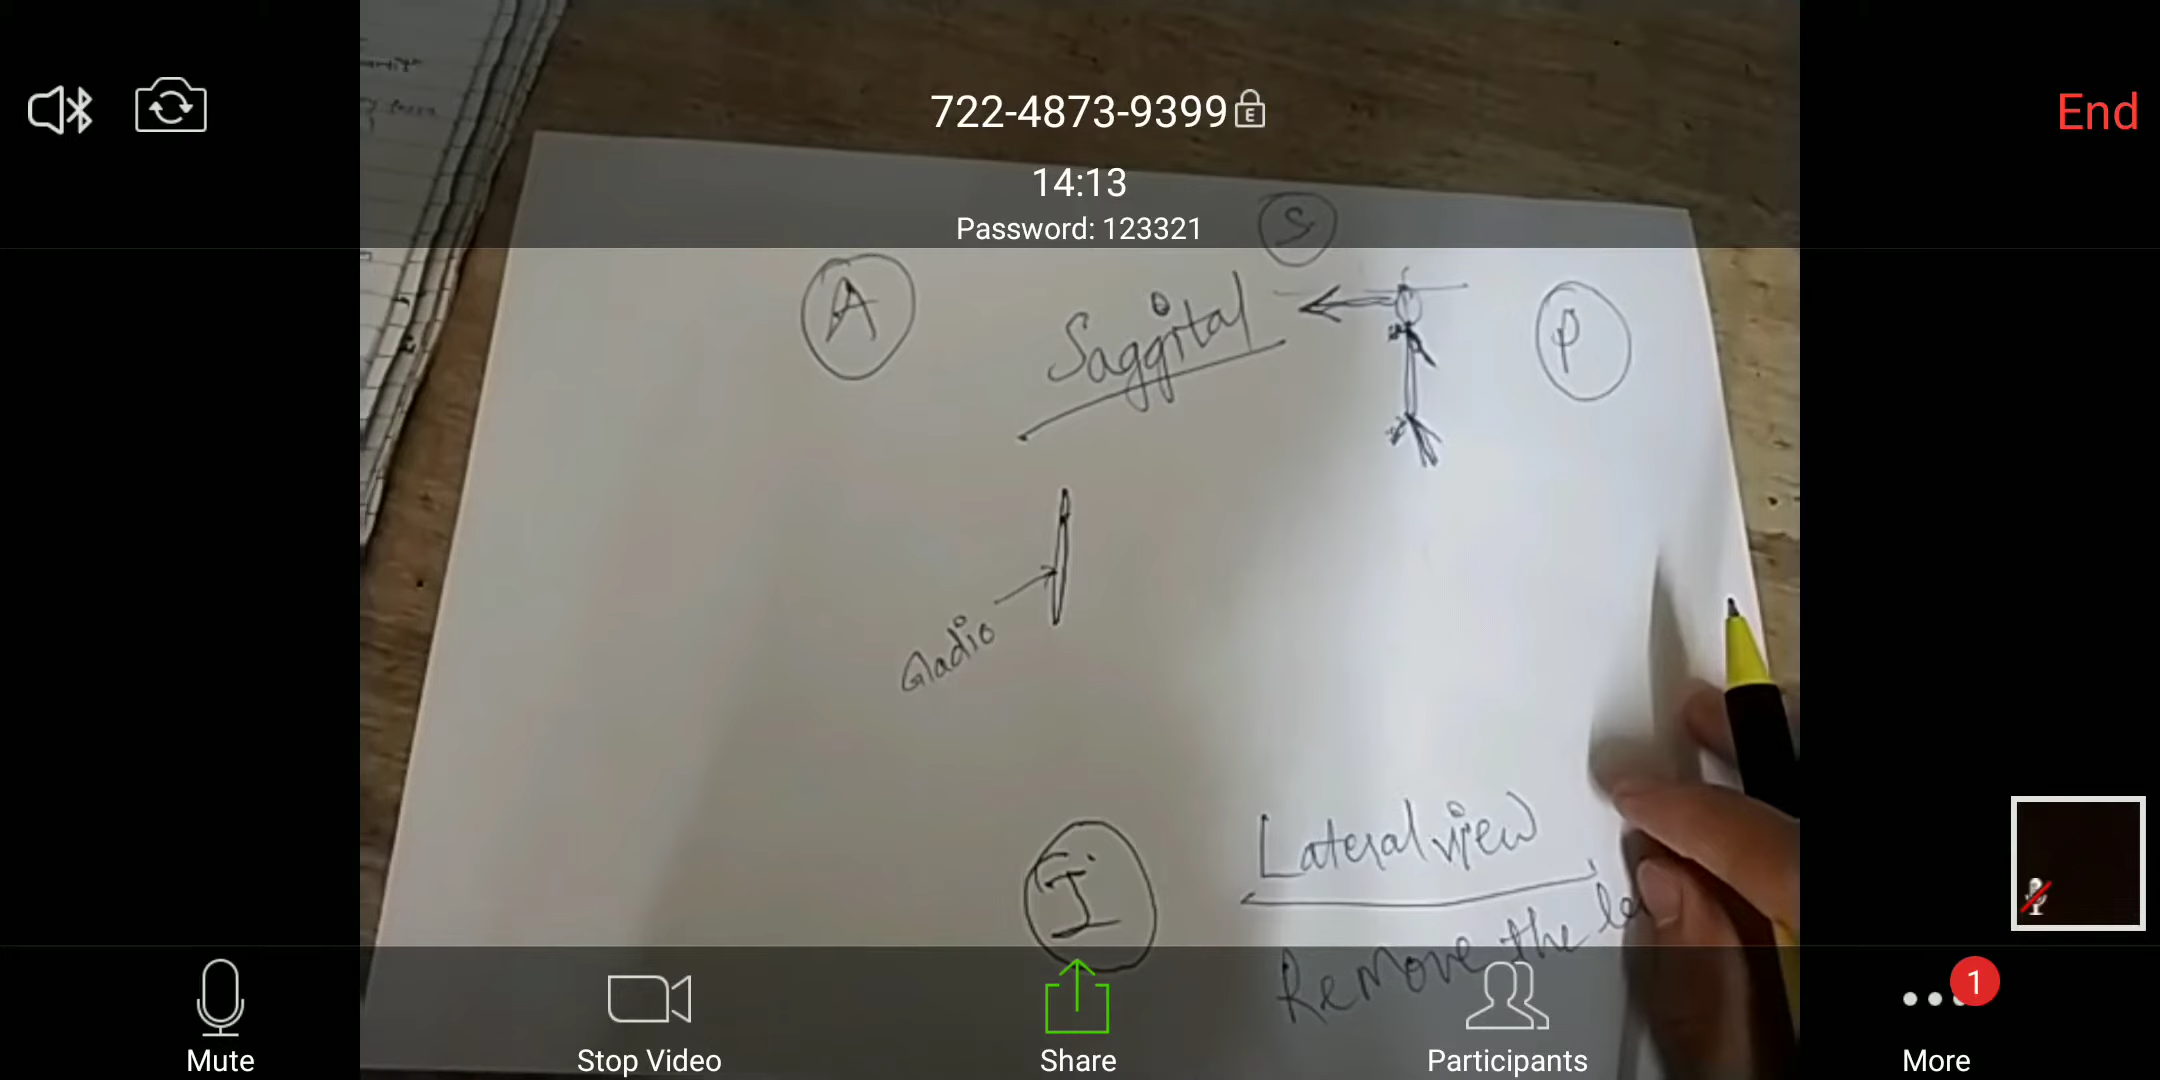 722-4873-9399
E
End
14:13
Password: 123321
S
A
Saggital
P
Gladio
I
Lateral view
Remove the
Mute
Stop Video
Share
Participants
More
1